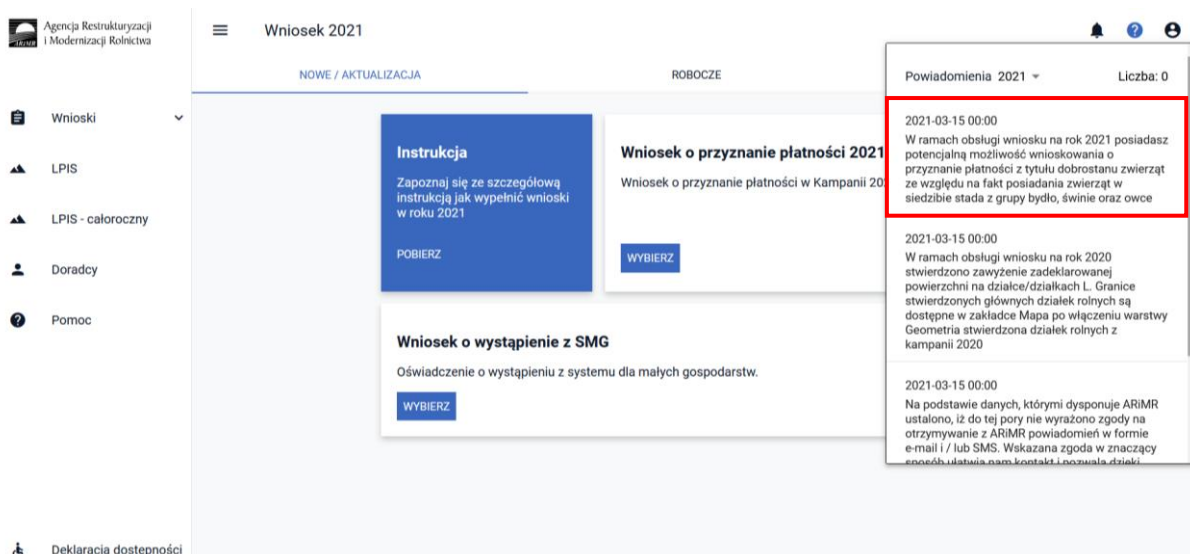 Agencja Restrukturyzacji
i Modernizacji Rolnictwa
ARiMR
Wniosek 2021
NOWE / AKTUALIZACJA
ROBOCZE
Wnioski
LPIS
LPIS - całoroczny
Doradcy
Pomoc
Deklaracja dostępności
Instrukcja
Zapoznaj się ze szczegółową
instrukcją jak wypełnić wnioski
w roku 2021
POBIERZ
Wniosek o przyznanie płatności 2021
Wniosek o przyznanie płatności w Kampanii 20
WYBIERZ
Wniosek o wystąpienie z SMG
Oświadczenie o wystąpieniu z systemu dla małych gospodarstw.
WYBIERZ
Powiadomienia 2021
Liczba: 0
2021-03-15 00:00
W ramach obsługi wniosku na rok 2021 posiadasz
potencjalną możliwość wnioskowania o
przyznanie płatności z tytułu dobrostanu zwierząt
ze względu na fakt posiadania zwierząt w
siedzibie stada z grupy bydło, świnie oraz owce
2021-03-15 00:00
W ramach obsługi wniosku na rok 2020
stwierdzono zawyżenie zadeklarowanej
powierzchni na działce/działkach L. Granice
stwierdzonych głównych działek rolnych są
dostępne w zakładce Mapa po włączeniu warstwy
Geometria stwierdzona działek rolnych z
kampanii 2020
2021-03-15 00:00
Na podstawie danych, którymi dysponuje ARiMR
ustalono, iż do tej pory nie wyrażono zgody na
otrzymywanie z ARiMR powiadomień w formie
e-mail i / lub SMS. Wskazana zgoda w znaczący
sposób ułatwia nam kontakt i pozwala dzięki